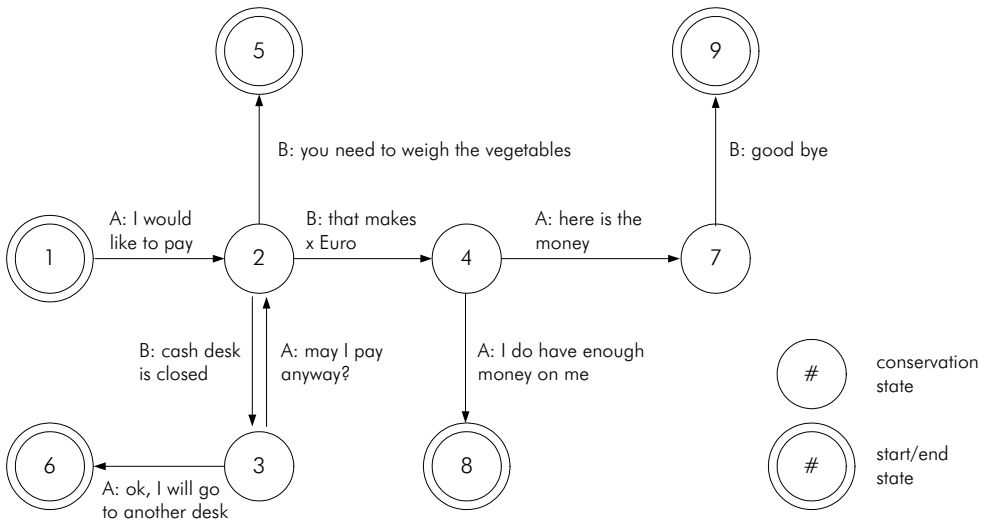 5
9
B: you need to weigh the vegetables
B: good bye
A: I would
like to pay
B: that makes
x Euro
A: here is the
money
1
2
4
7
B: cash desk
is closed
A: may I pay
anyway?
A: I do have enough
money on me
#
conservation
state
6
3
8
#
start/end
state
A: ok, I will go
to another desk